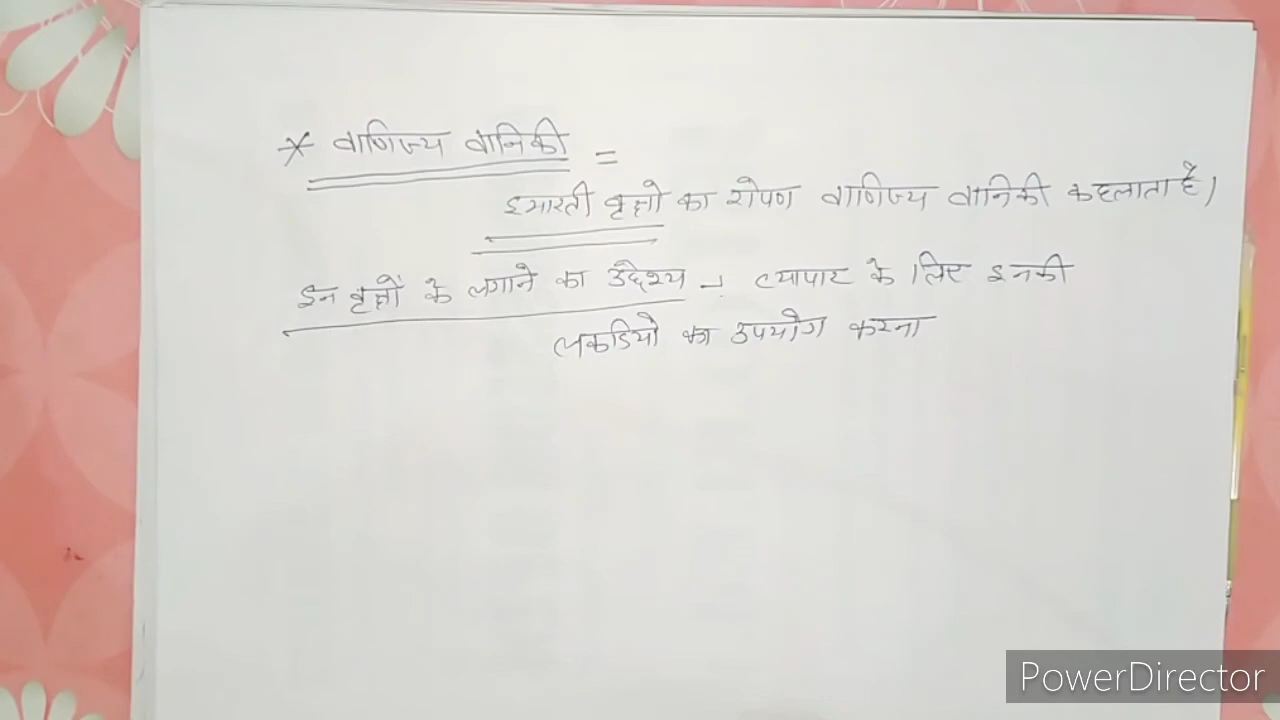 * वाणिज्य वानिकी =
इमारती वृक्षो का रोपण वाणिज्य वानिकी कहलाता है।
इन वृक्षों के लगाने का उद्देश्य → व्यापार के लिए इनकी
लकडियो का उपयोग करना
PowerDirector